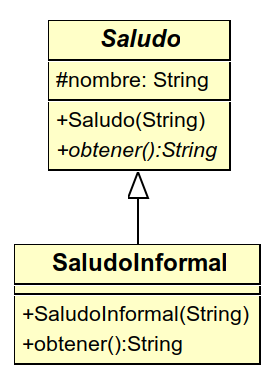 Saludo
#nombre: String
+Saludo(String)
+obtener():String
SaludoInformal
+SaludoInformal(String)
+obtener():String